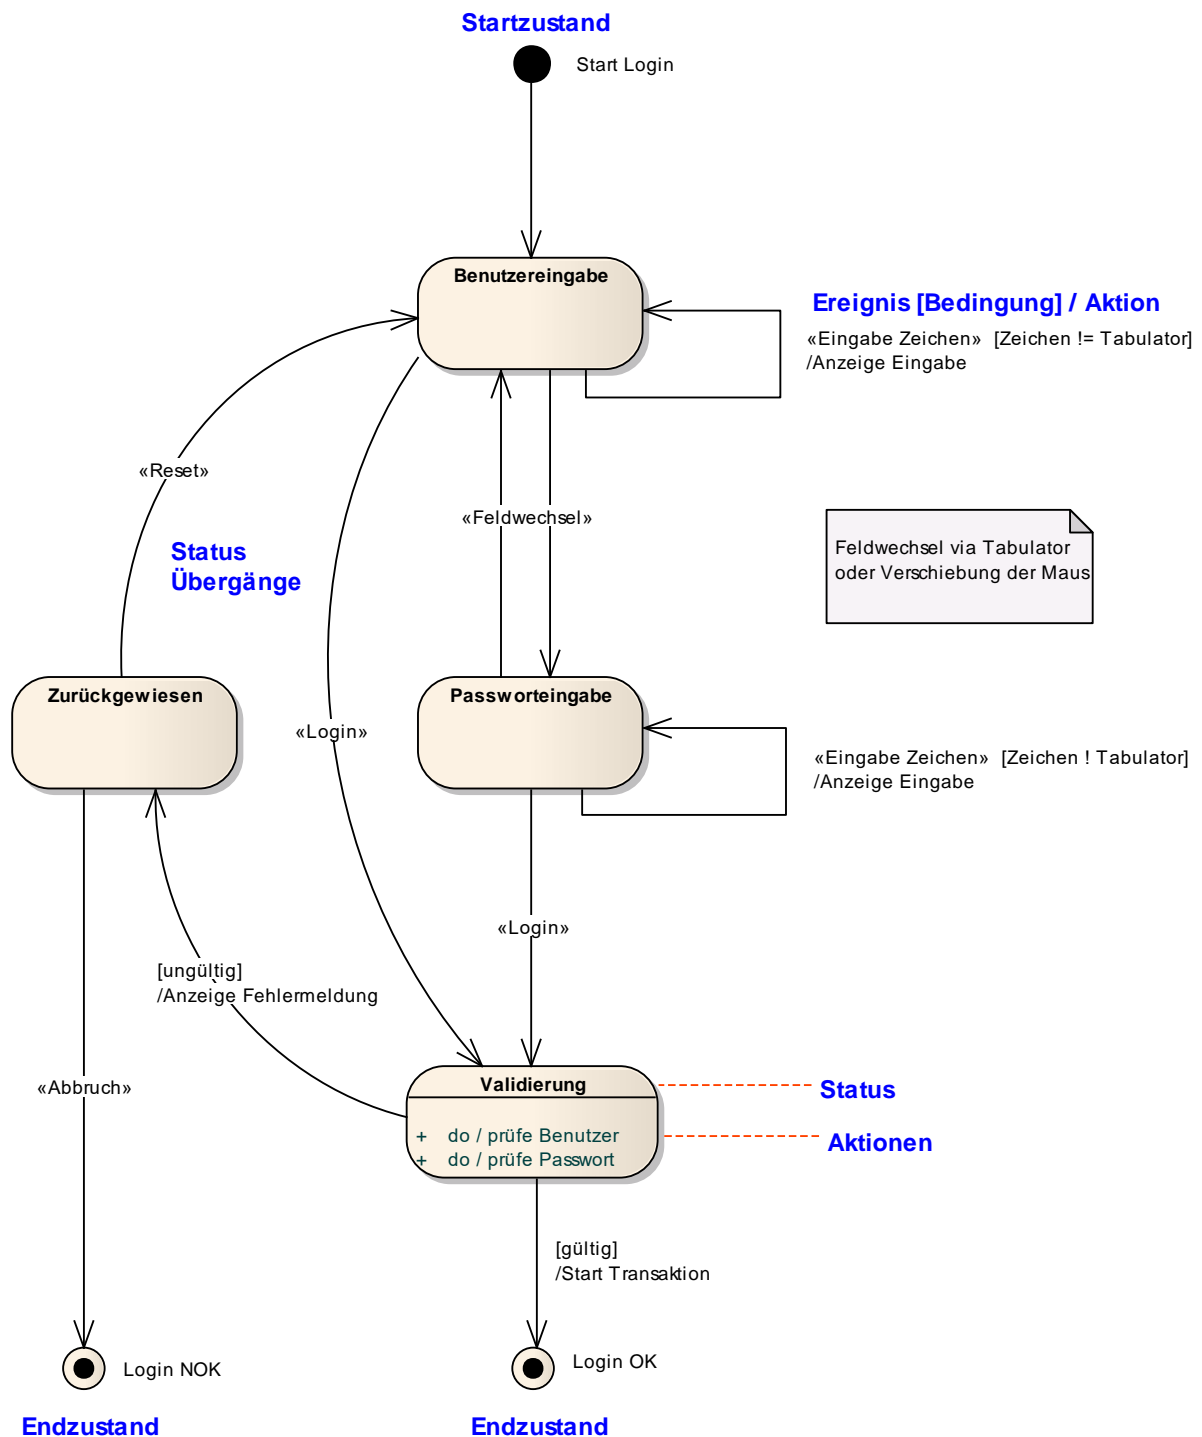 Startzustand
Start Login
Benutzereingabe
Ereignis [Bedingung] / Aktion
«Eingabe Zeichen» [Zeichen != Tabulator]
/Anzeige Eingabe
«Reset»
«Feldwechsel»
Feldwechsel via Tabulator
oder Verschiebung der Maus
Status
Übergänge
Zurückgewiesen
Passworteingabe
«Login»
«Eingabe Zeichen» [Zeichen ! Tabulator]
/Anzeige Eingabe
«Login»
[ungültig]
/Anzeige Fehlermeldung
«Abbruch»
Validierung
Status
+ do / prüfe Benutzer
+ do / prüfe Passwort
Aktionen
[gültig]
/Start Transaktion
Login NOK
Login OK
Endzustand
Endzustand